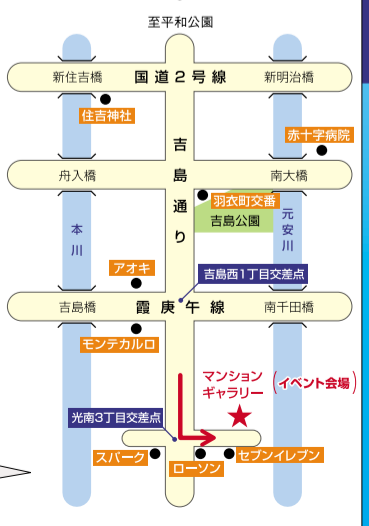 至平和公園
新住吉橋
国道2号線
新明治橋
住吉神社
赤十字病院
吉島通り
舟入橋
南大橋
羽衣町交番
吉島公園
本川
元安川
アオキ
吉島西1丁目交差点
吉島橋
霞庚午線
南千田橋
モンテカルロ
マンション
ギャラリー
(イベント会場)
光南3丁目交差点
スパーク
ローソン
セブンイレブン